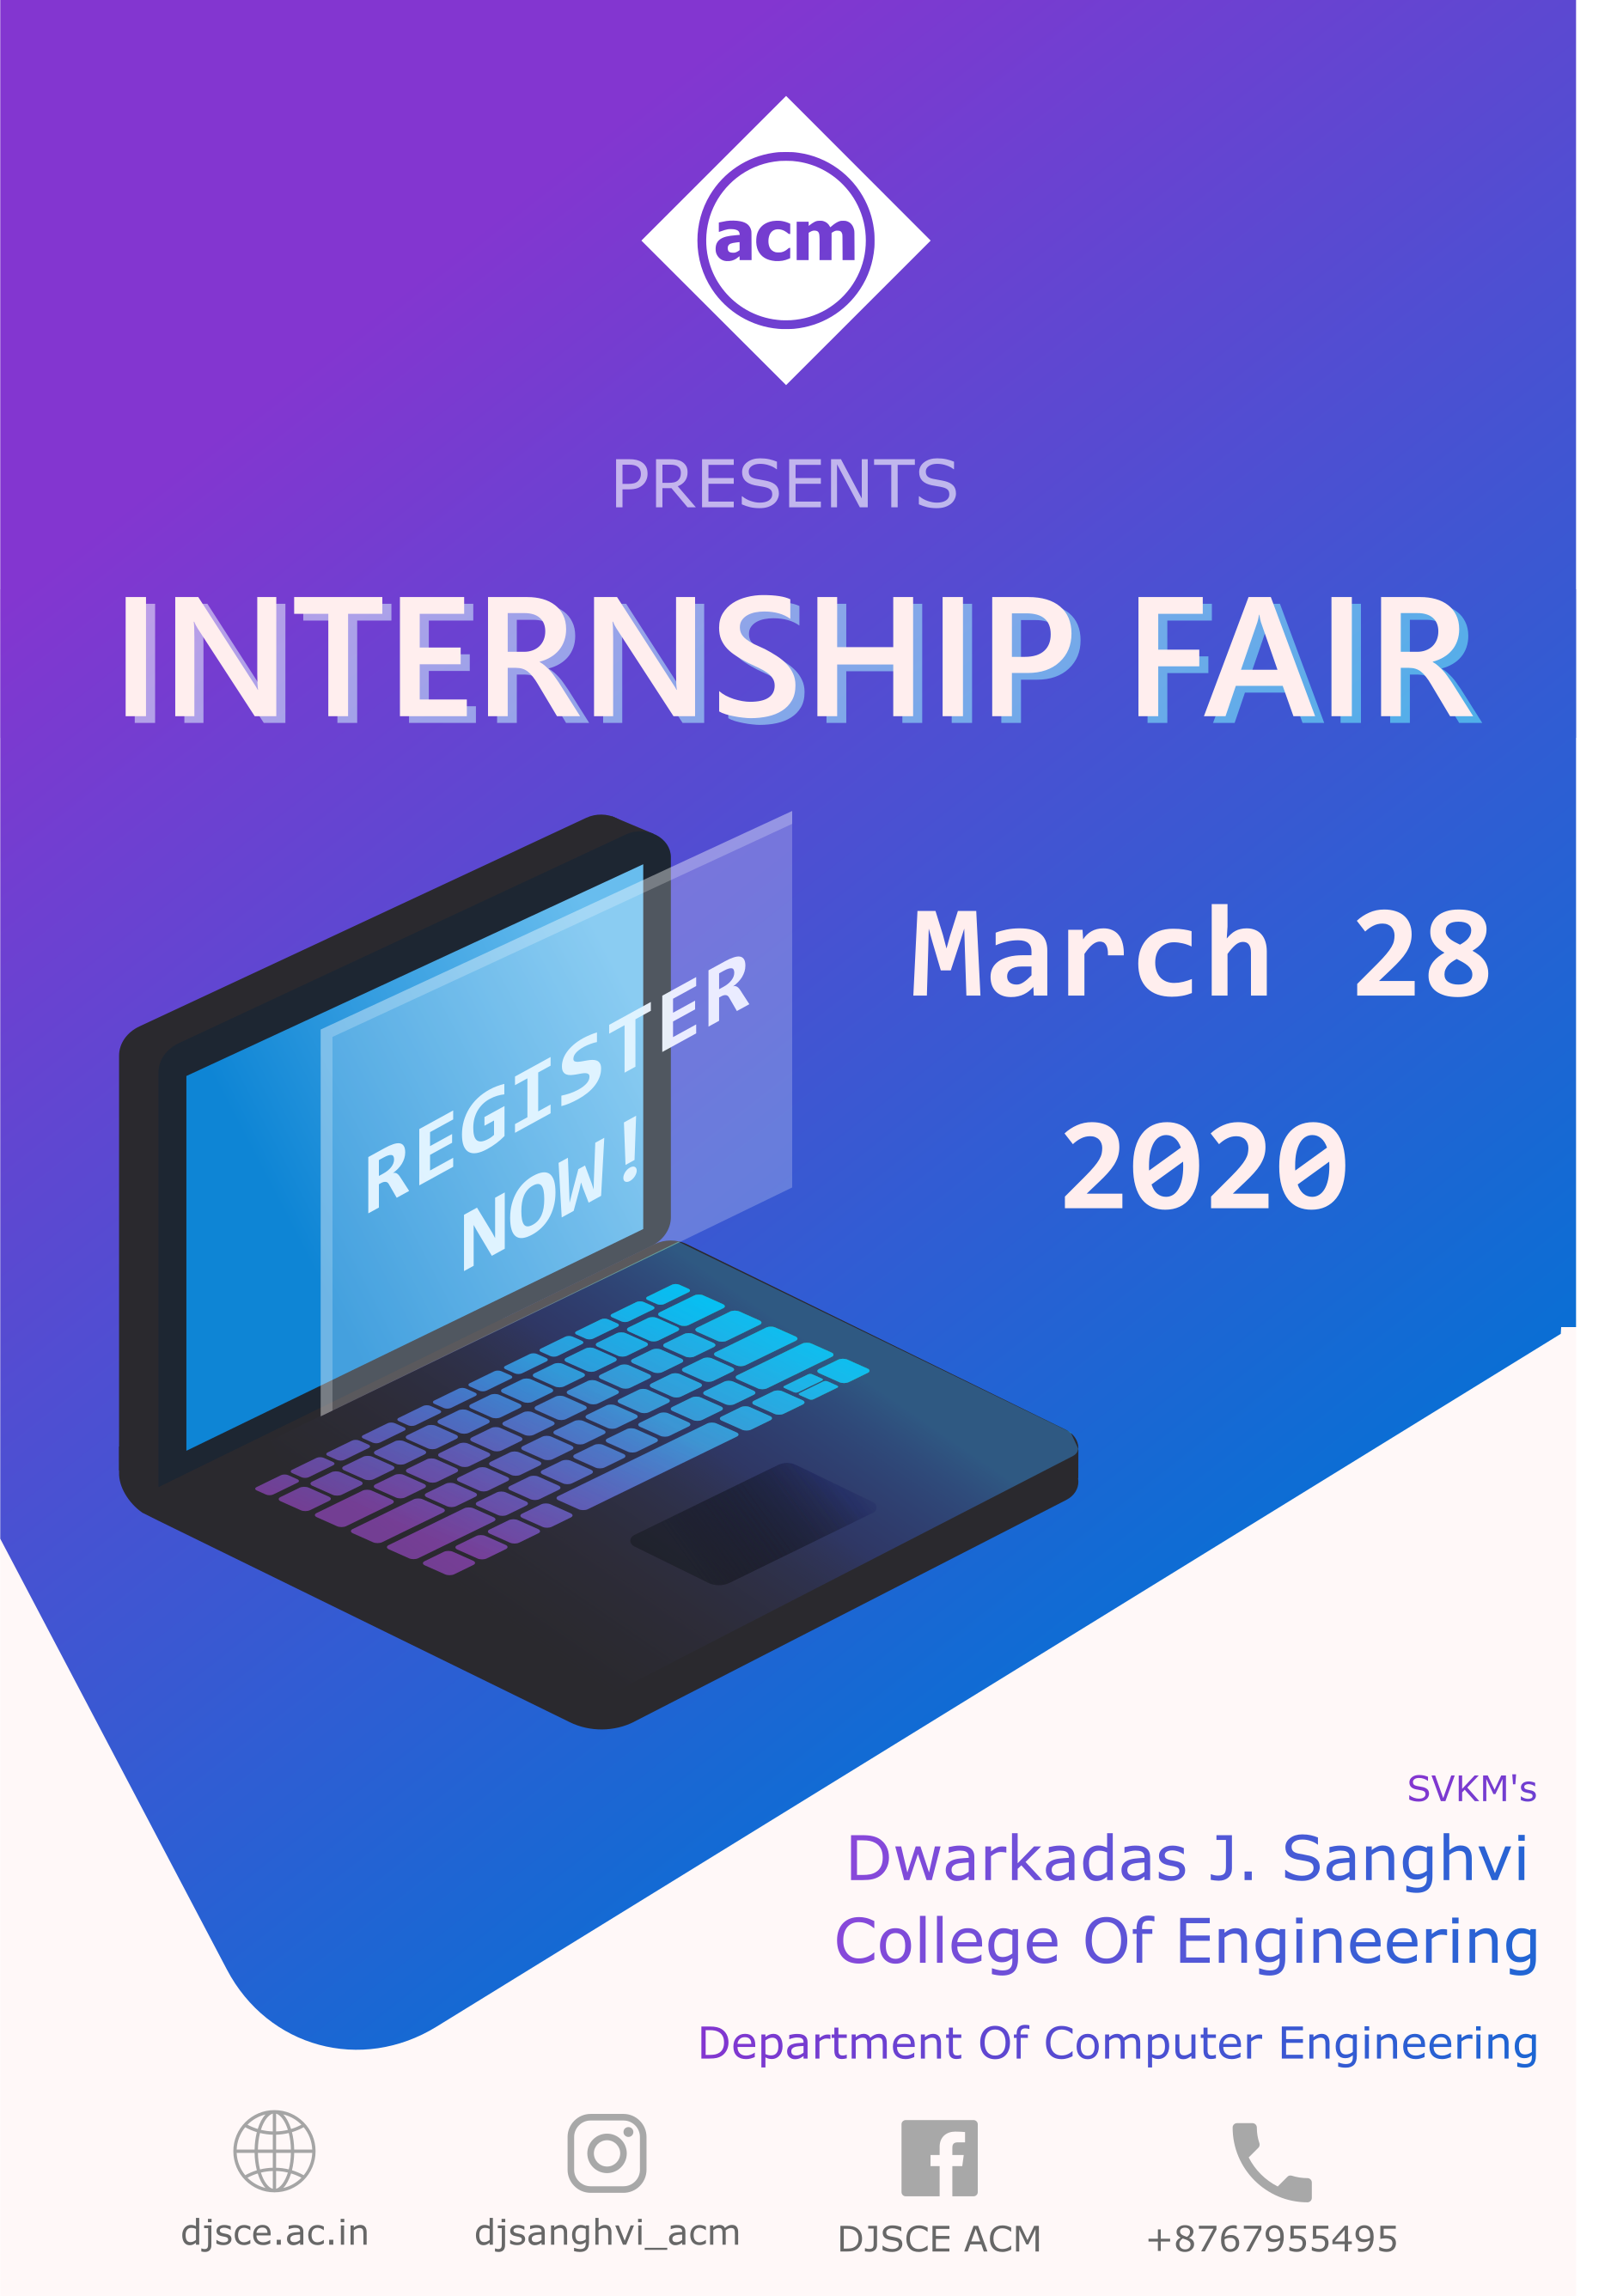 acm
PRESENTS
INTERNSHIP FAIR
March 28
2020
REGISTER
NOW!
SVKM's
Dwarkadas J. Sanghvi
College Of Engineering
Department Of Computer Engineering
djsce.ac.in
djsanghvi_acm
DJSCE ACM
+8767955495